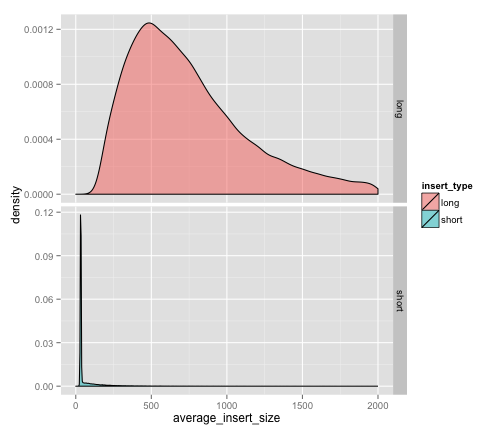 density
0.0012
0.0008
0.0004
0.0000
long
0.12
0.09
0.06
0.03
0.00
short
0
500
1000
1500
2000
average_insert_size
insert_type
long
short